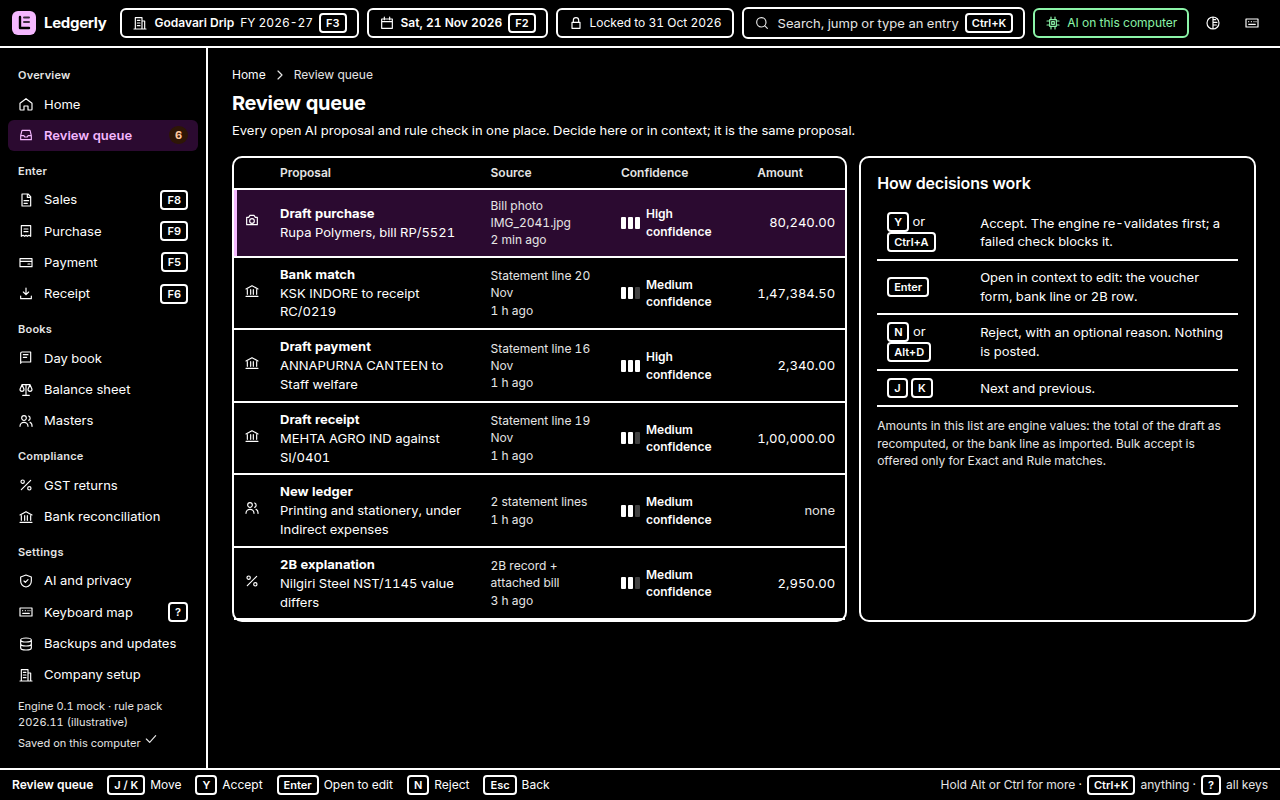 Ledgerly
Godavari Drip FY 2026-27 F3
Sat, 21 Nov 2026 F2
Locked to 31 Oct 2026
Search, jump or type an entry Ctrl+K
AI on this computer
Overview
Home
Review queue 6
Enter
Sales F8
Purchase F9
Payment F5
Receipt F6
Books
Day book
Balance sheet
Masters
Compliance
GST returns
Bank reconciliation
Settings
AI and privacy
Keyboard map ?
Backups and updates
Company setup
Engine 0.1 mock · rule pack
2026.11 (illustrative)
Saved on this computer
Home Review queue
Review queue
Every open AI proposal and rule check in one place. Decide here or in context; it is the same proposal.
Proposal Source Confidence Amount
Draft purchase
Rupa Polymers, bill RP/5521
Bill photo
IMG_2041.jpg
2 min ago
High
confidence
80,240.00
Bank match
KSK INDORE to receipt
RC/0219
Statement line 20
Nov
1 h ago
Medium
confidence
1,47,384.50
Draft payment
ANNAPURNA CANTEEN to
Staff welfare
Statement line 16
Nov
1 h ago
High
confidence
2,340.00
Draft receipt
MEHTA AGRO IND against
SI/0401
Statement line 19
Nov
1 h ago
Medium
confidence
1,00,000.00
New ledger
Printing and stationery, under
Indirect expenses
2 statement lines
1 h ago
Medium
confidence
none
2B explanation
Nilgiri Steel NST/1145 value
differs
2B record +
attached bill
3 h ago
Medium
confidence
2,950.00
How decisions work
Y or
Ctrl+A
Accept. The engine re-validates first; a
failed check blocks it.
Enter
Open in context to edit: the voucher
form, bank line or 2B row.
N or
Alt+D
Reject, with an optional reason. Nothing
is posted.
J K
Next and previous.
Amounts in this list are engine values: the total of the draft as
recomputed, or the bank line as imported. Bulk accept is
offered only for Exact and Rule matches.
Review queue J / K Move Y Accept Enter Open to edit N Reject Esc Back
Hold Alt or Ctrl for more · Ctrl+K anything · ? all keys